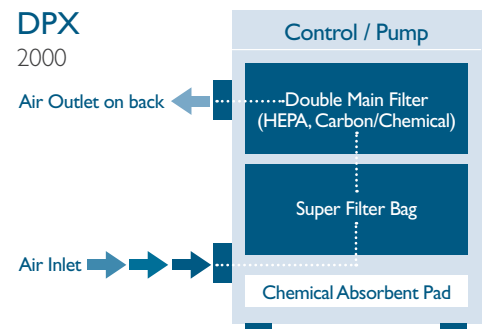 DPX
2000
Control / Pump
Air Outlet on back
Double Main Filter
(HEPA, Carbon/Chemical)
Super Filter Bag
Air Inlet
Chemical Absorbent Pad